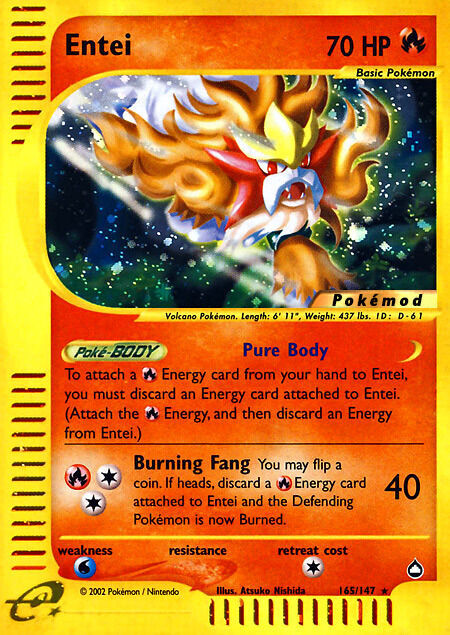 Entei 70 HP
Basic Pokémon
Pokémod
Volcano Pokémon. Length: 6' 11", Weight: 437 lbs. ID: D-61
Poké-BODY Pure Body
To attach a Energy card from your hand to Entei,
you must discard an Energy card attached to Entei.
(Attach the Energy, and then discard an Energy
from Entei.)
Burning Fang You may flip a
coin. If heads, discard a Energy card
attached to Entei and the Defending
Pokémon is now Burned.
40
weakness resistance retreat cost
© 2002 Pokémon / Nintendo Illus. Atsuko Nishida 165/147 ★
e